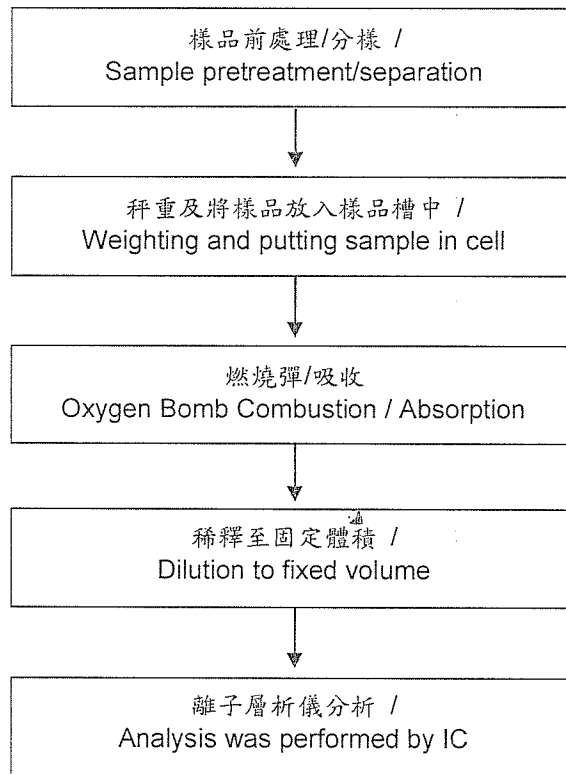 樣品前處理/分樣 /
Sample pretreatment/separation
秤重及將樣品放入樣品槽中 /
Weighting and putting sample in cell
燃燒彈/吸收
Oxygen Bomb Combustion / Absorption
稀釋至固定體積 /
Dilution to fixed volume
離子層析儀分析 /
Analysis was performed by IC